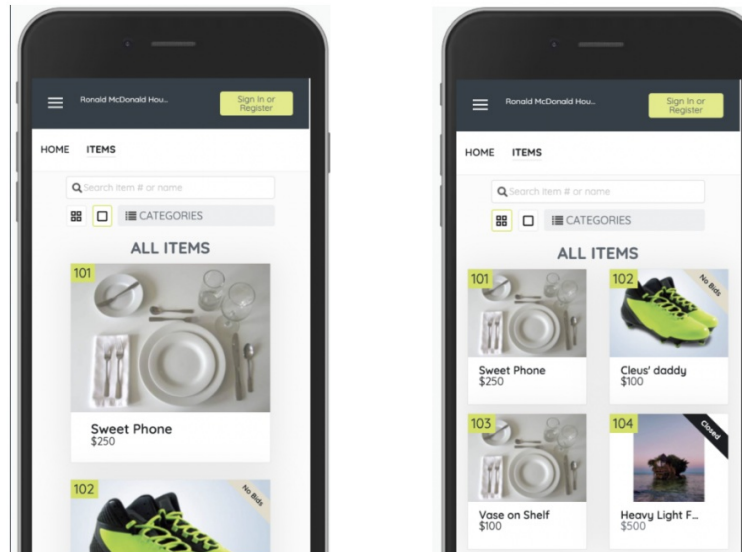 Ronald McDonald Hou...
Sign In or
Register
HOME ITEMS
Search item # or name
CATEGORIES
ALL ITEMS
101
Sweet Phone
$250
102
No Bids
Ronald McDonald Hou...
Sign In or
Register
HOME ITEMS
Search item # or name
CATEGORIES
ALL ITEMS
101
Sweet Phone
$250
102
No Bids
Cleus' daddy
$100
103
Vase on Shelf
$100
104
Closed
Heavy Light F...
$500